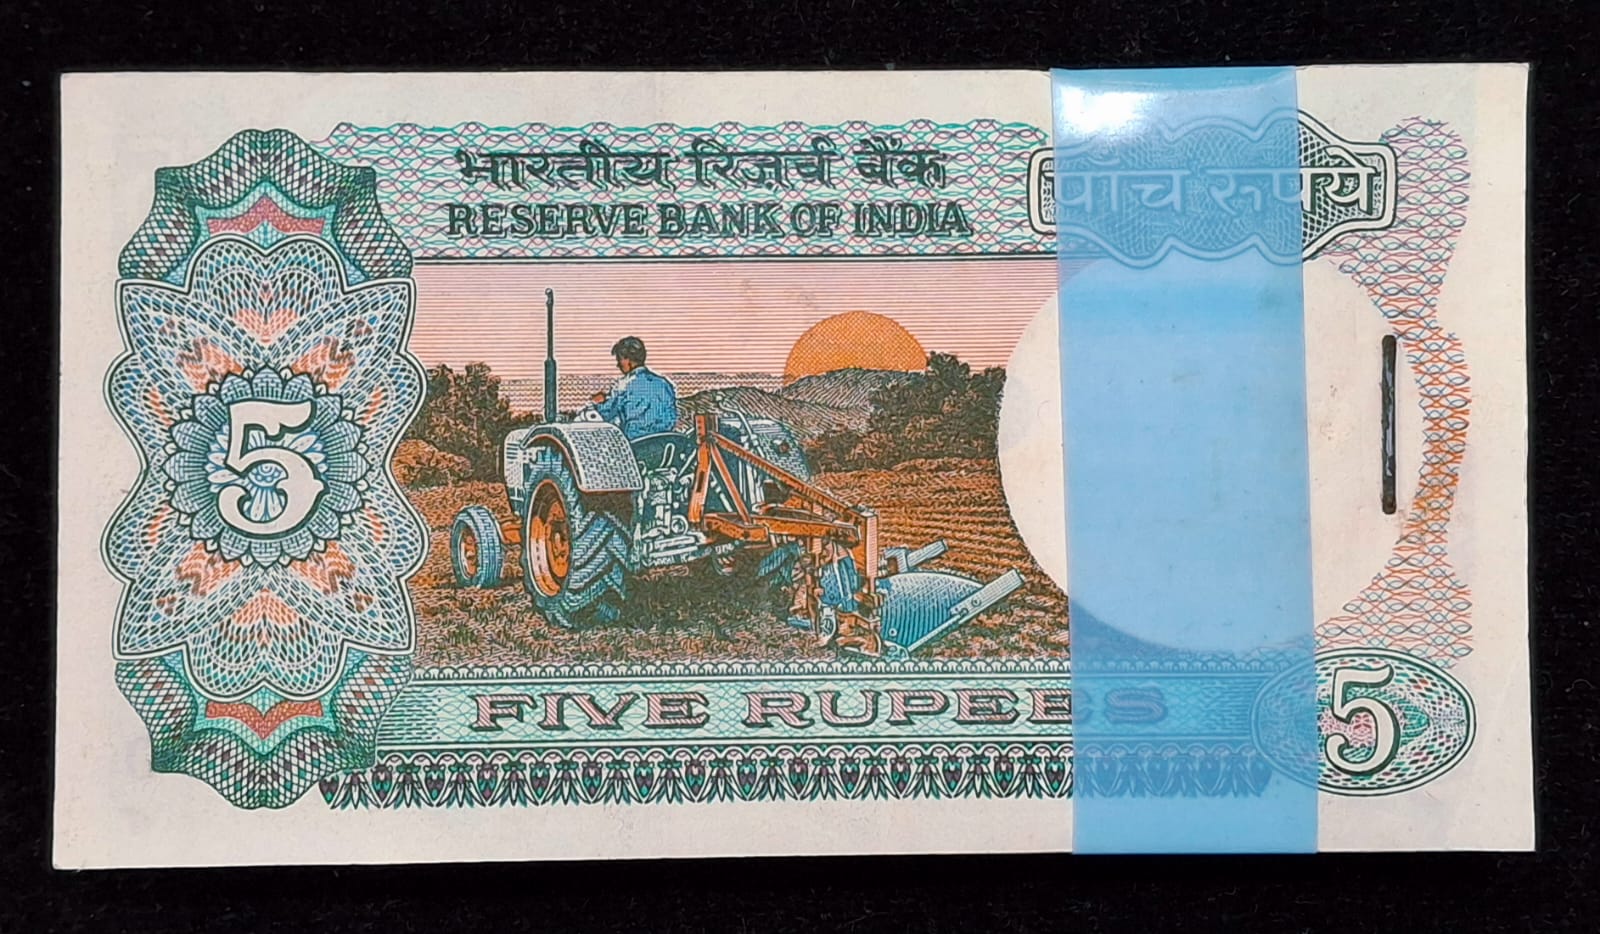 भारतीय रिज़र्व बैंक
RESERVE BANK OF INDIA
पाँच रुपये
5
FIVE RUPEES
5